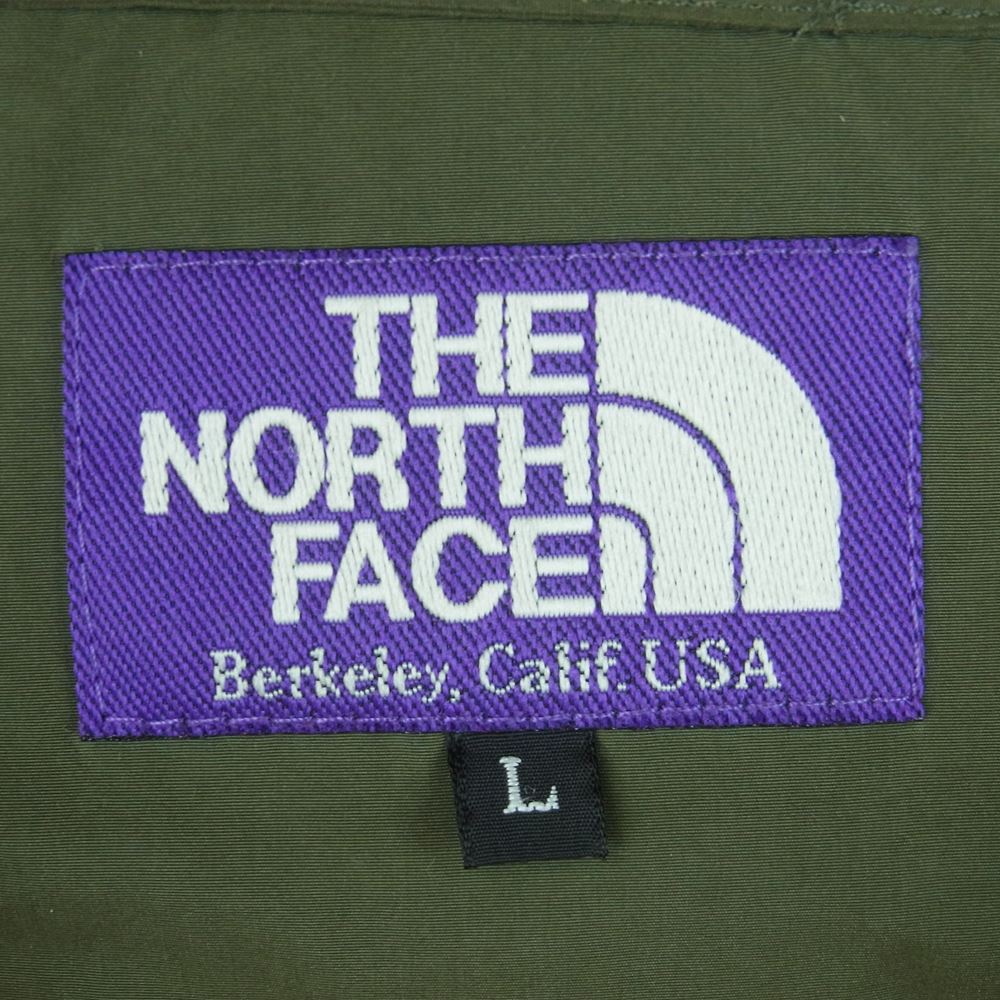 THE
NORTH
FACE
Berkeley, Calif. USA
L